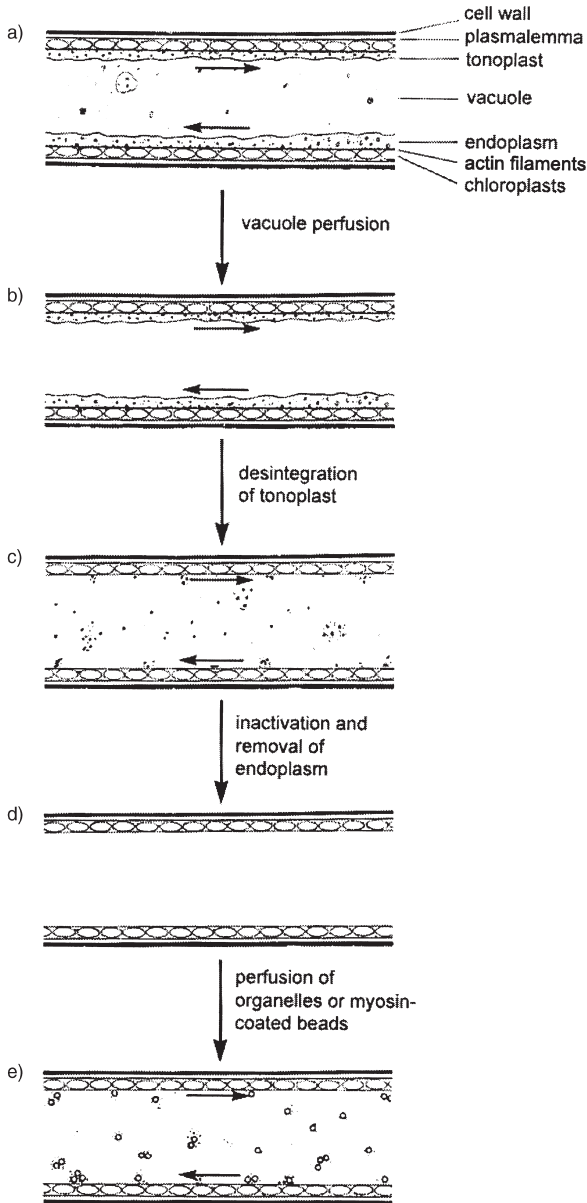 a)
cell wall
plasmalemma
tonoplast
vacuole
endoplasm
actin filaments
chloroplasts
vacuole perfusion
b)
desintegration
of tonoplast
c)
inactivation and
removal of
endoplasm
d)
perfusion of
organelles or myosin-
coated beads
e)